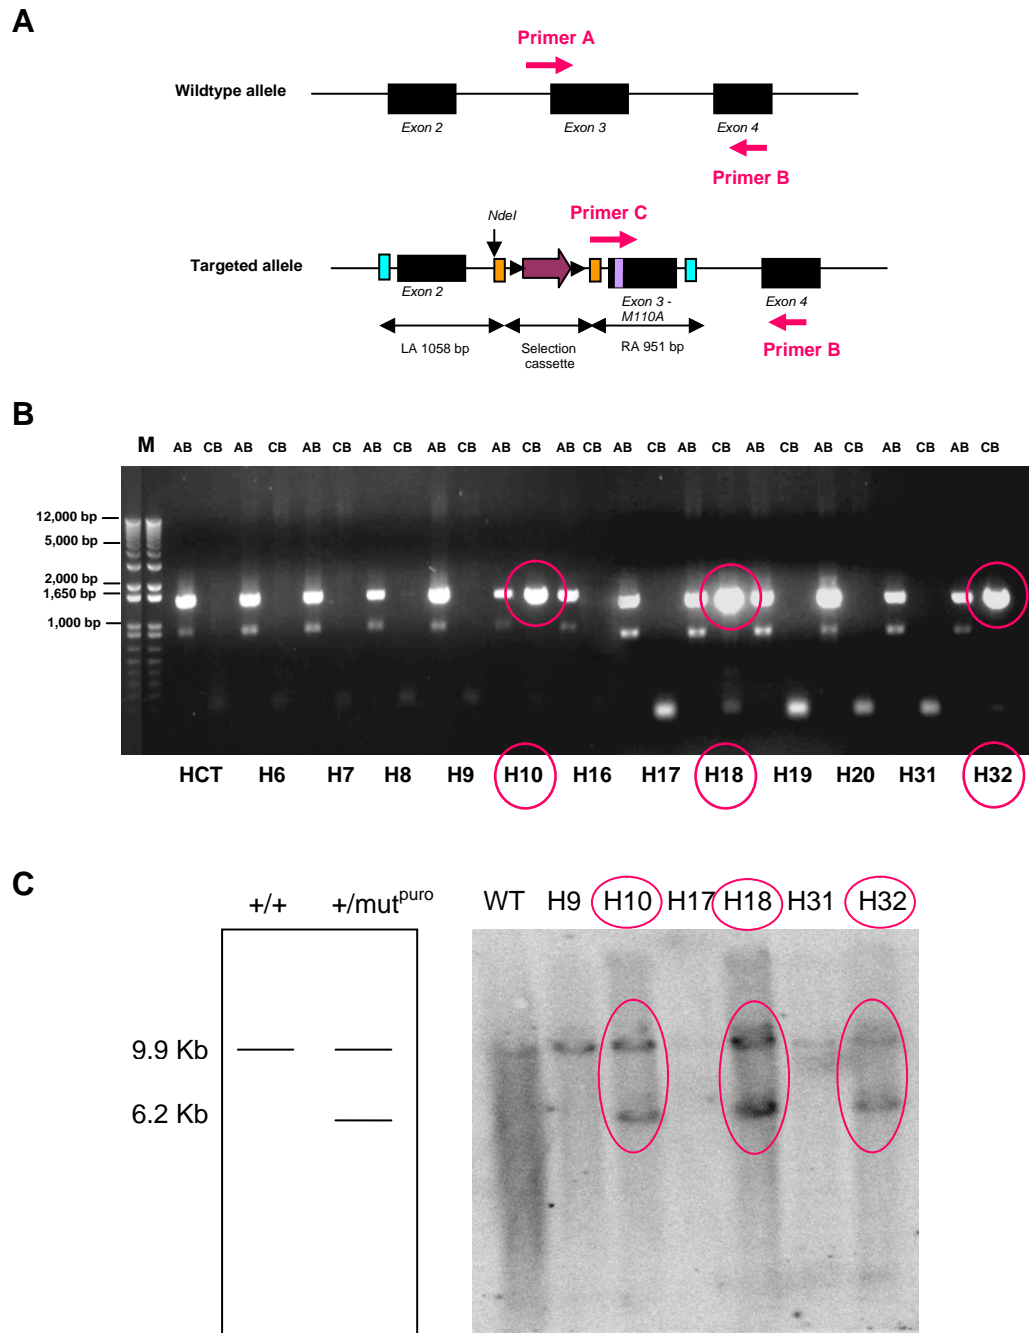 A
Primer A
Wildtype allele
Exon 2
Exon 3
Exon 4
Primer B
NdeI
Primer C
Targeted allele
Exon 2
Exon 3 -
M110A
Exon 4
LA 1058 bp
Selection
cassette
RA 951 bp
Primer B
B
M AB CB AB CB AB CB AB CB AB CB AB CB AB CB AB CB AB CB AB CB AB CB AB CB AB CB
12,000 bp
5,000 bp
2,000 bp
1,650 bp
1,000 bp
HCT H6 H7 H8 H9 H10 H16 H17 H18 H19 H20 H31 H32
C
+/+ +/mutpuro
WT H9 H10 H17 H18 H31 H32
9.9 Kb
6.2 Kb